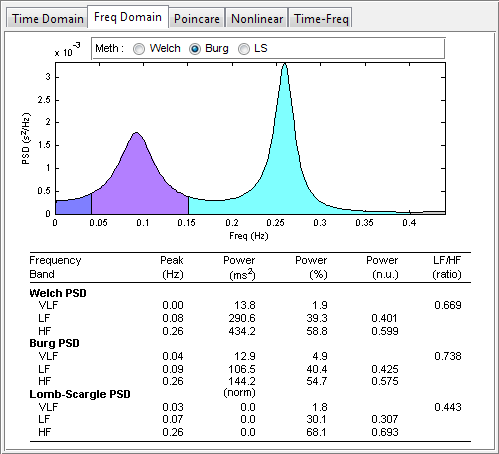 Time Domain Freq Domain Poincare Nonlinear Time-Freq
Meth : Welch Burg LS
x 10⁻³
3
2.5
2
1.5
1
0.5
0
PSD (s²/Hz)
0 0.05 0.1 0.15 0.2 0.25 0.3 0.35 0.4
Freq (Hz)
Frequency Peak Power Power Power LF/HF
Band (Hz) (ms²) (%) (n.u.) (ratio)
Welch PSD
VLF 0.00 13.8 1.9 0.669
LF 0.08 290.6 39.3 0.401
HF 0.26 434.2 58.8 0.599
Burg PSD
VLF 0.04 12.9 4.9 0.738
LF 0.09 106.5 40.4 0.425
HF 0.26 144.2 54.7 0.575
Lomb-Scargle PSD (norm)
VLF 0.03 0.0 1.8 0.443
LF 0.07 0.0 30.1 0.307
HF 0.26 0.0 68.1 0.693